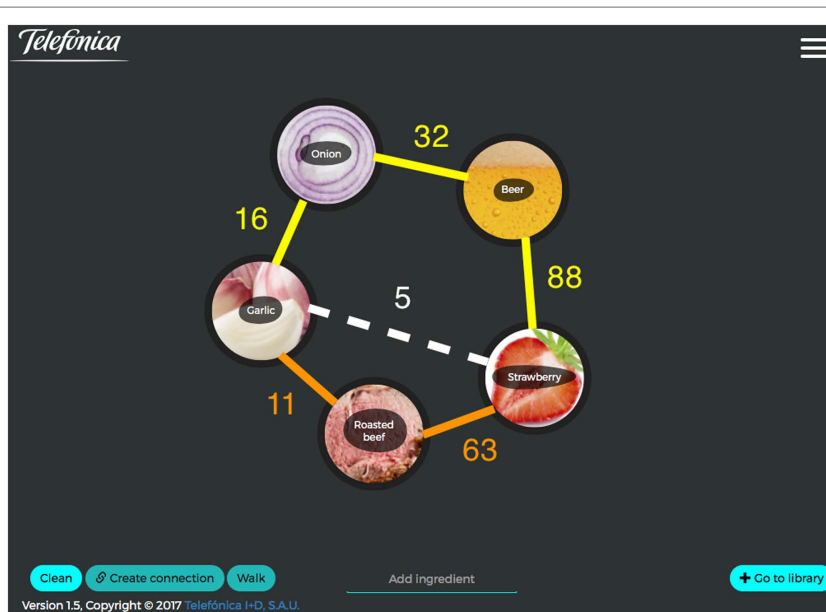 Telefónica
Onion
32
Beer
16
88
Garlic
5
Strawberry
11
Roasted
beef
63
Clean
Create connection
Walk
Add ingredient
+ Go to library
Version 1.5, Copyright © 2017 Telefónica I+D, S.A.U.